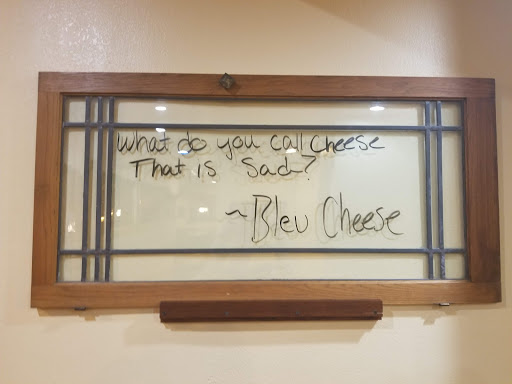 What do you call cheese
That is Sad?
~ Bleu Cheese